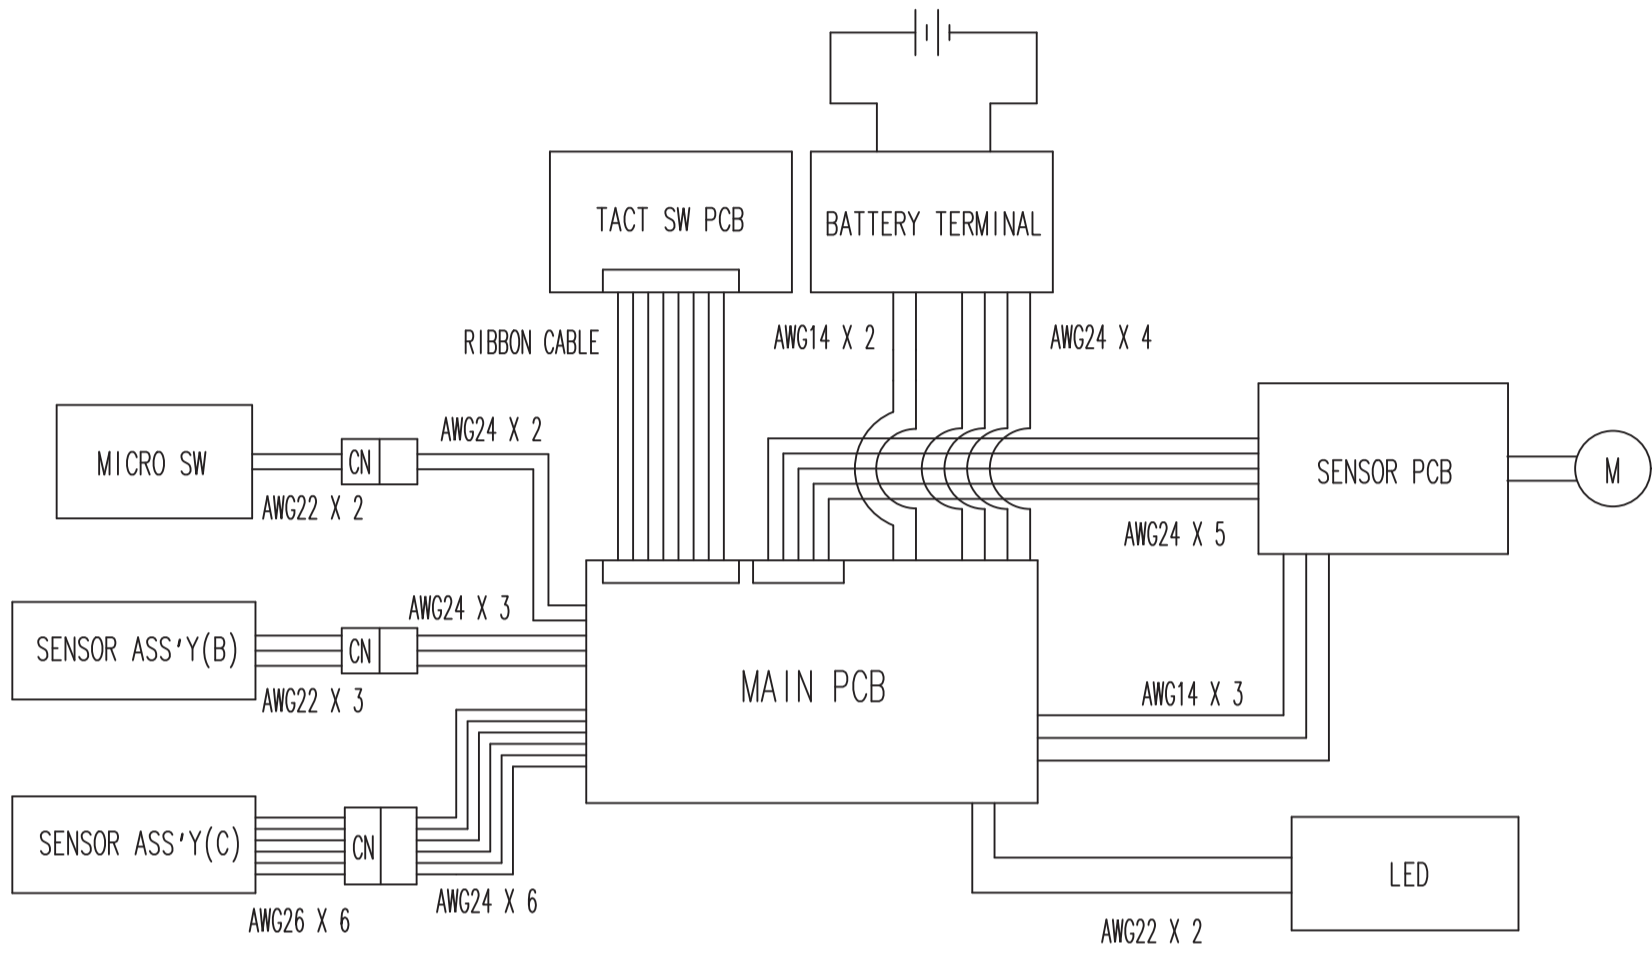 TACT SW PCB
BATTERY TERMINAL
RIBBON CABLE
AWG14 X 2
AWG24 X 4
MICRO SW
CN
AWG24 X 2
AWG22 X 2
SENSOR PCB
M
AWG24 X 5
SENSOR ASS'Y(B)
CN
AWG24 X 3
AWG22 X 3
MAIN PCB
AWG14 X 3
SENSOR ASS'Y(C)
CN
AWG24 X 6
AWG26 X 6
LED
AWG22 X 2